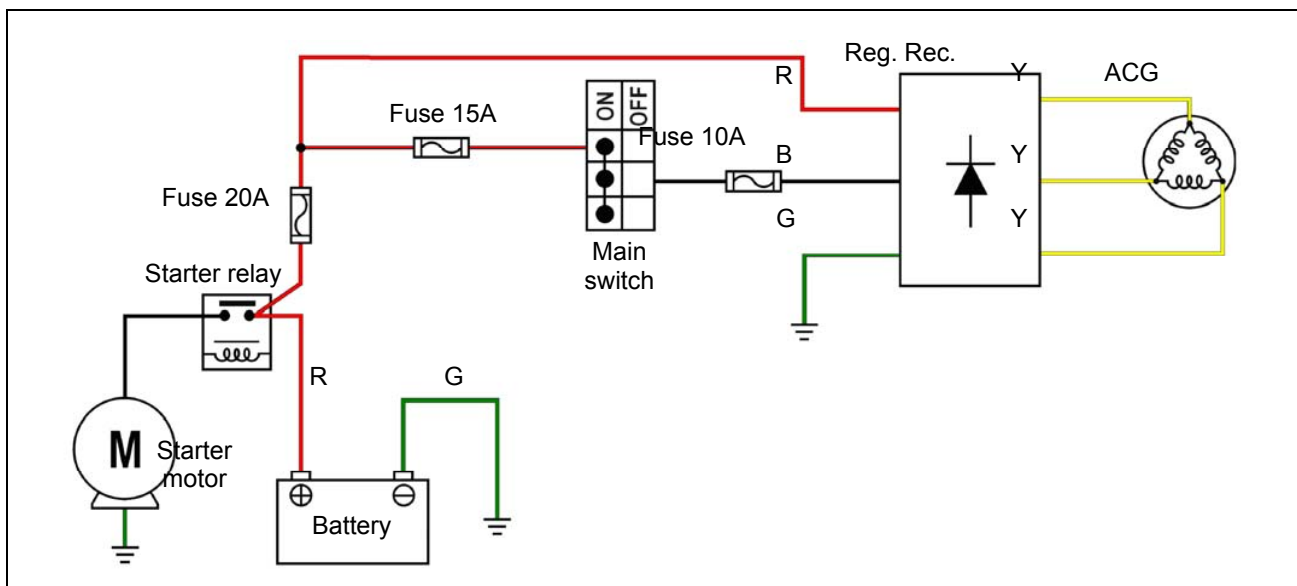 Reg. Rec.
R
Y
ACG
Fuse 15A
ON
OFF
Fuse 10A
B
Y
Fuse 20A
G
Y
Main
switch
Starter relay
R
G
M
Starter
motor
Battery